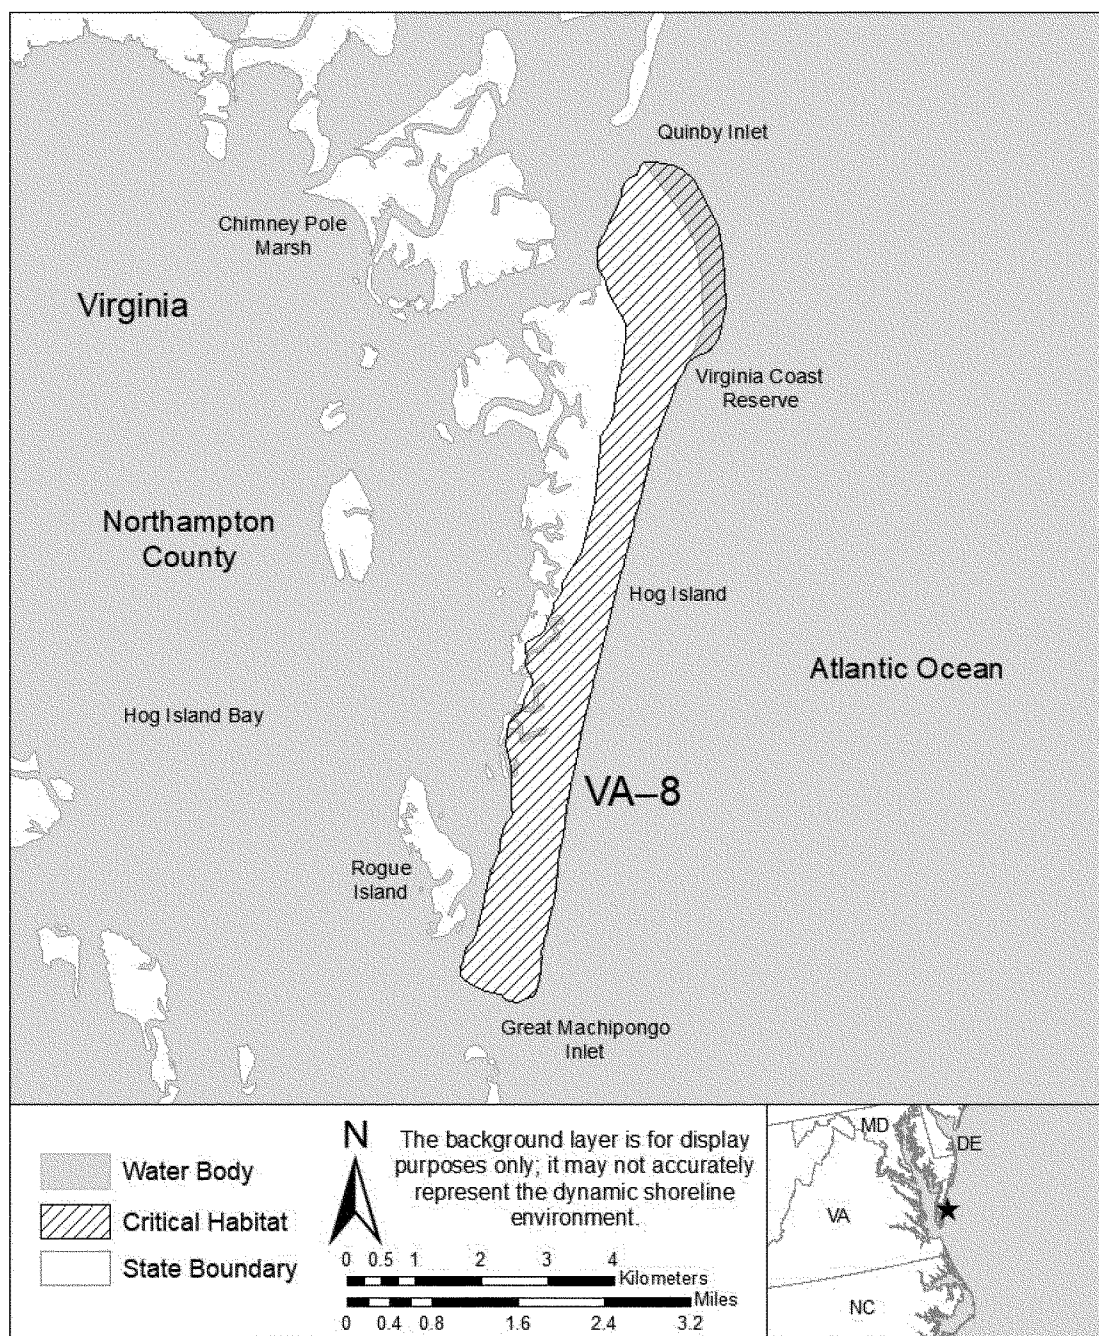 Quinby Inlet
Chimney Pole
Marsh
Virginia
Virginia Coast
Reserve
Northampton
County
Hog Island
Atlantic Ocean
Hog Island Bay
VA–8
Rogue
Island
Great Machipongo
Inlet
Water Body
Critical Habitat
State Boundary
N
The background layer is for display
purposes only; it may not accurately
represent the dynamic shoreline
environment.
0 0.5 1 2 3 4
Kilometers
Miles
0 0.4 0.8 1.6 2.4 3.2
MD
DE
VA
NC